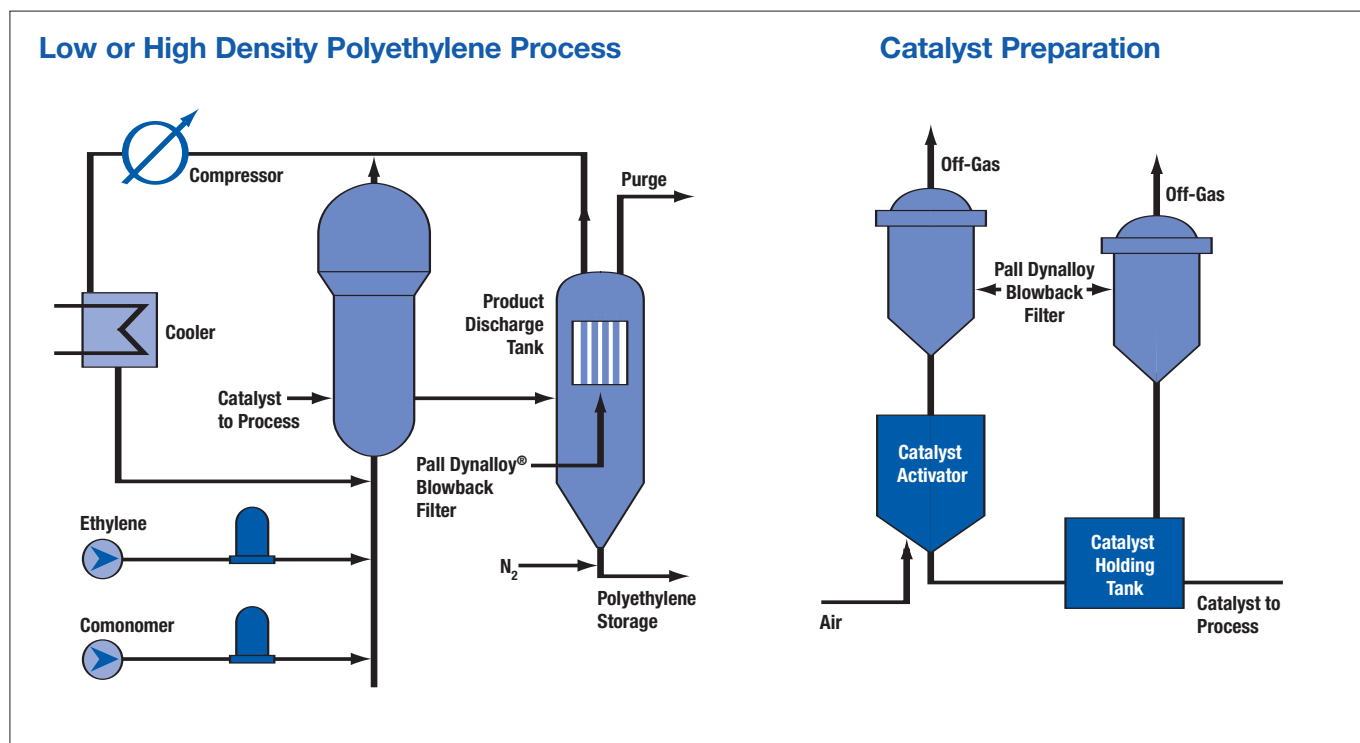 Low or High Density Polyethylene Process
Compressor
Purge
Cooler
Product
Discharge
Tank
Catalyst
to Process
Pall Dynalloy®
Blowback
Filter
Ethylene
N₂
Polyethylene
Storage
Comonomer
Catalyst Preparation
Off-Gas
Off-Gas
Pall Dynalloy
Blowback
Filter
Catalyst
Activator
Catalyst
Holding
Tank
Air
Catalyst to
Process